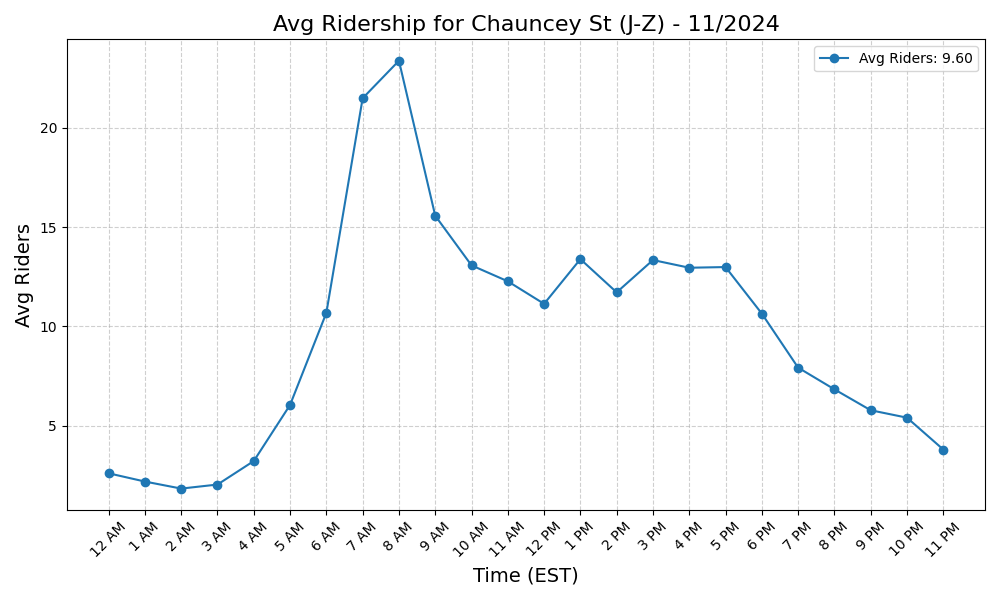 Avg Ridership for Chauncey St (J-Z) - 11/2024
Avg Riders: 9.60
Avg Riders
20
15
10
5
12 AM
1 AM
2 AM
3 AM
4 AM
5 AM
6 AM
7 AM
8 AM
9 AM
10 AM
11 AM
12 PM
1 PM
2 PM
3 PM
4 PM
5 PM
6 PM
7 PM
8 PM
9 PM
10 PM
11 PM
Time (EST)